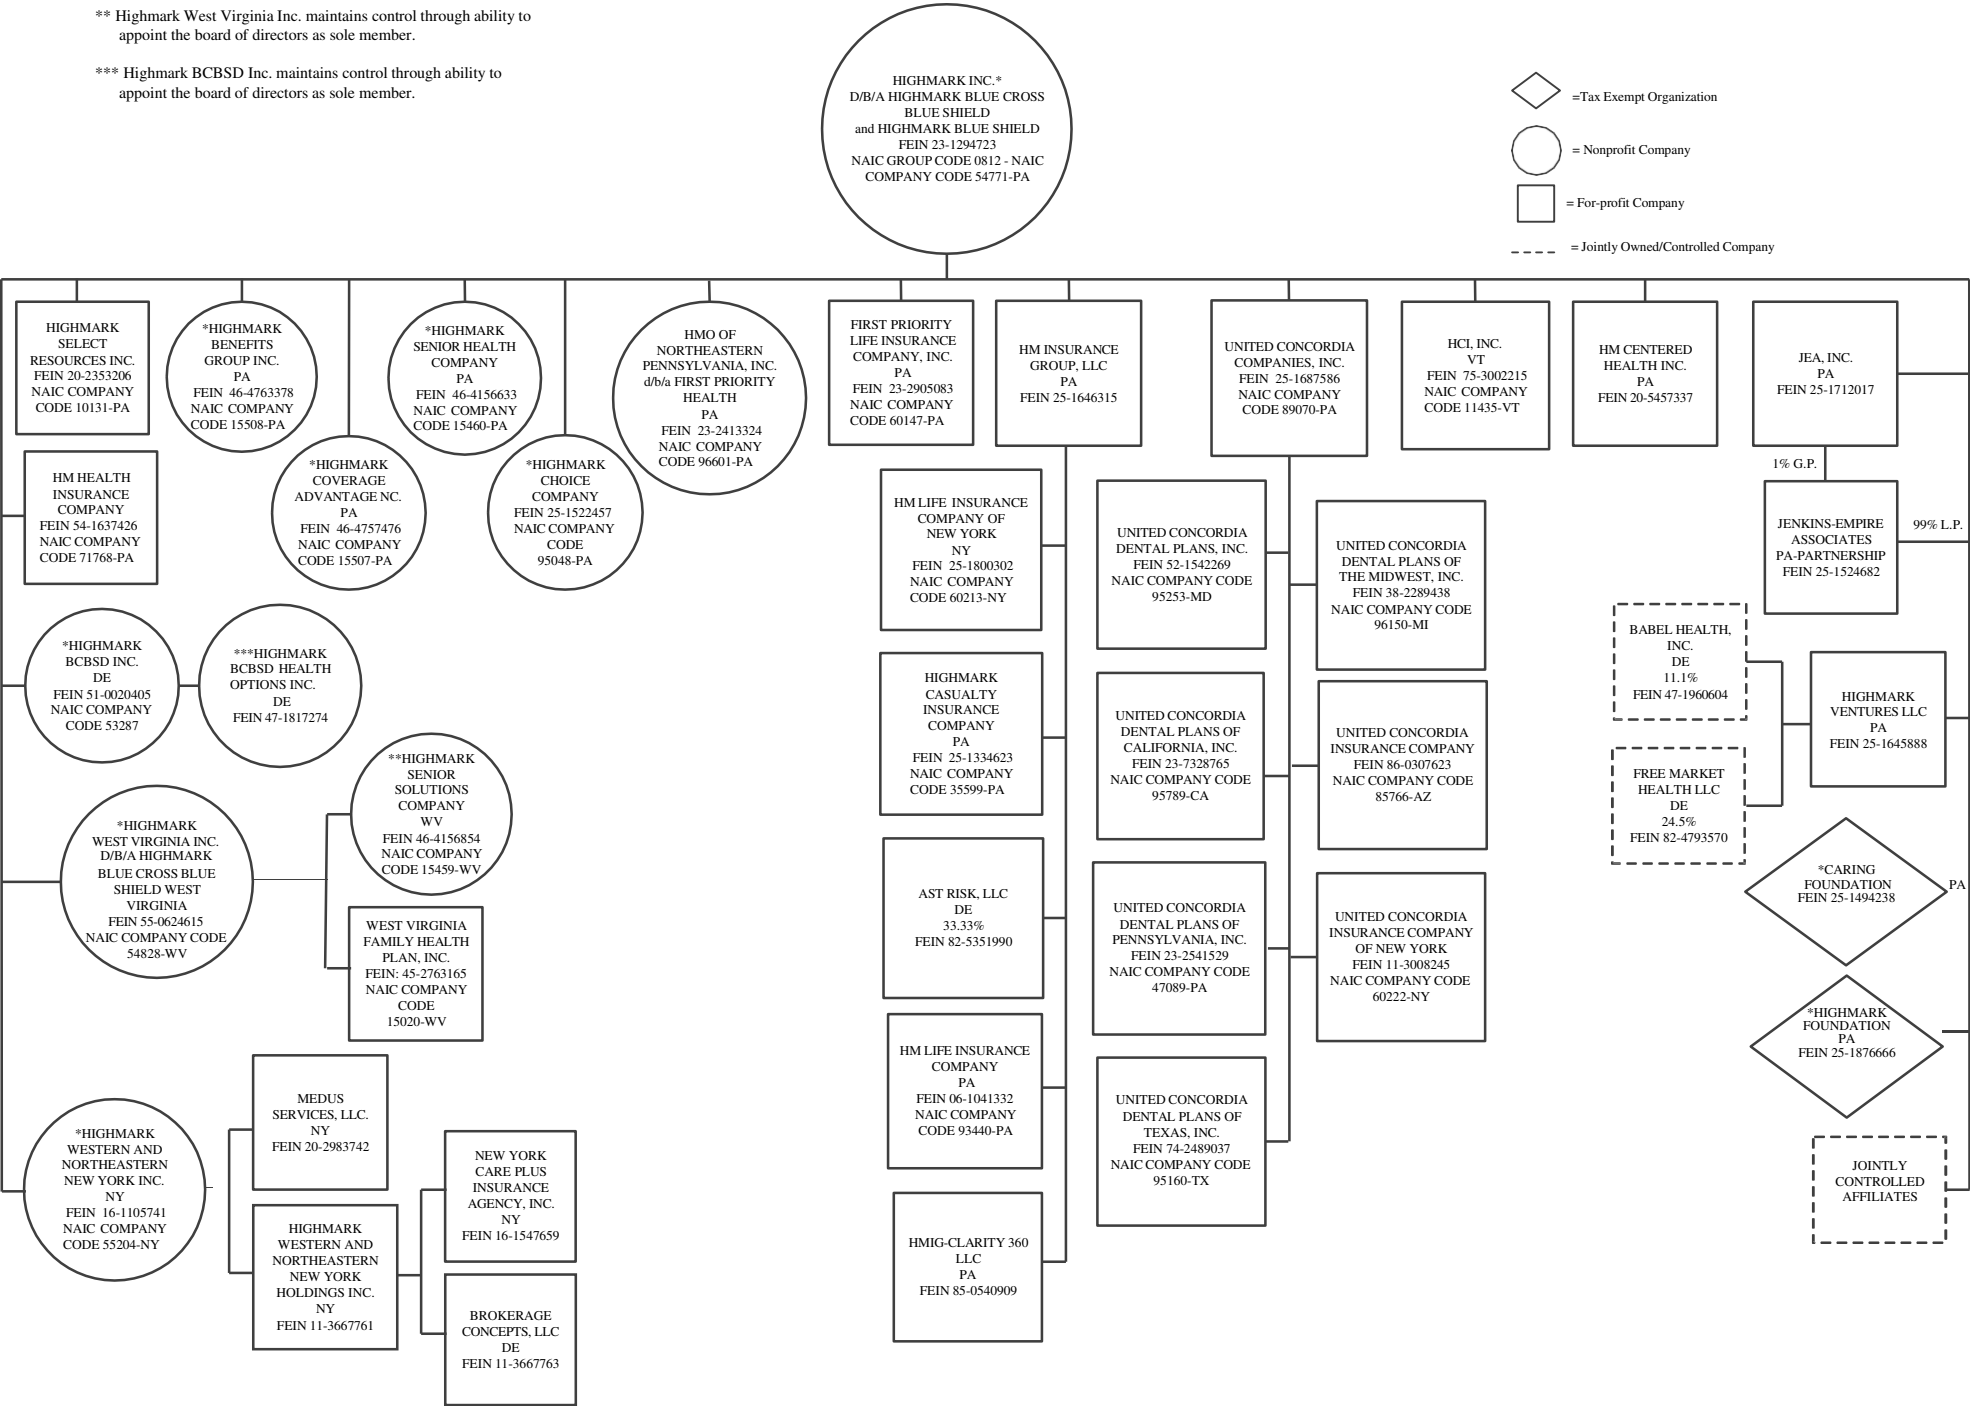 ** Highmark West Virginia Inc. maintains control through ability to
appoint the board of directors as sole member.
*** Highmark BCBSD Inc. maintains control through ability to
appoint the board of directors as sole member.
HIGHMARK INC.*
D/B/A HIGHMARK BLUE CROSS
BLUE SHIELD
and HIGHMARK BLUE SHIELD
FEIN 23-1294723
NAIC GROUP CODE 0812 - NAIC
COMPANY CODE 54771-PA
=Tax Exempt Organization
= Nonprofit Company
= For-profit Company
= Jointly Owned/Controlled Company
HIGHMARK
SELECT
RESOURCES INC.
FEIN 20-2353206
NAIC COMPANY
CODE 10131-PA
*HIGHMARK
BENEFITS
GROUP INC.
PA
FEIN 46-4763378
NAIC COMPANY
CODE 15508-PA
*HIGHMARK
SENIOR HEALTH
COMPANY
PA
FEIN 46-4156633
NAIC COMPANY
CODE 15460-PA
HMO OF
NORTHEASTERN
PENNSYLVANIA, INC.
d/b/a FIRST PRIORITY
HEALTH
PA
FEIN 23-2413324
NAIC COMPANY
CODE 96601-PA
FIRST PRIORITY
LIFE INSURANCE
COMPANY, INC.
PA
FEIN 23-2905083
NAIC COMPANY
CODE 60147-PA
HM INSURANCE
GROUP, LLC
PA
FEIN 25-1646315
UNITED CONCORDIA
COMPANIES, INC.
FEIN 25-1687586
NAIC COMPANY
CODE 89070-PA
HCI, INC.
VT
FEIN 75-3002215
NAIC COMPANY
CODE 11435-VT
HM CENTERED
HEALTH INC.
PA
FEIN 20-5457337
JEA, INC.
PA
FEIN 25-1712017
1% G.P.
HM HEALTH
INSURANCE
COMPANY
FEIN 54-1637426
NAIC COMPANY
CODE 71768-PA
*HIGHMARK
COVERAGE
ADVANTAGE NC.
PA
FEIN 46-4757476
NAIC COMPANY
CODE 15507-PA
*HIGHMARK
CHOICE
COMPANY
FEIN 25-1522457
NAIC COMPANY
CODE
95048-PA
HM LIFE INSURANCE
COMPANY OF
NEW YORK
NY
FEIN 25-1800302
NAIC COMPANY
CODE 60213-NY
UNITED CONCORDIA
DENTAL PLANS, INC.
FEIN 52-1542269
NAIC COMPANY CODE
95253-MD
UNITED CONCORDIA
DENTAL PLANS OF
THE MIDWEST, INC.
FEIN 38-2289438
NAIC COMPANY CODE
96150-MI
JENKINS-EMPIRE
ASSOCIATES
PA-PARTNERSHIP
FEIN 25-1524682
99% L.P.
*HIGHMARK
BCBSD INC.
DE
FEIN 51-0020405
NAIC COMPANY
CODE 53287
***HIGHMARK
BCBSD HEALTH
OPTIONS INC.
DE
FEIN 47-1817274
HIGHMARK
CASUALTY
INSURANCE
COMPANY
PA
FEIN 25-1334623
NAIC COMPANY
CODE 35599-PA
UNITED CONCORDIA
DENTAL PLANS OF
CALIFORNIA, INC.
FEIN 23-7328765
NAIC COMPANY CODE
95789-CA
UNITED CONCORDIA
INSURANCE COMPANY
FEIN 86-0307623
NAIC COMPANY CODE
85766-AZ
BABEL HEALTH,
INC.
DE
11.1%
FEIN 47-1960604
HIGHMARK
VENTURES LLC
PA
FEIN 25-1645888
FREE MARKET
HEALTH LLC
DE
24.5%
FEIN 82-4793570
*HIGHMARK
WEST VIRGINIA INC.
D/B/A HIGHMARK
BLUE CROSS BLUE
SHIELD WEST
VIRGINIA
FEIN 55-0624615
NAIC COMPANY CODE
54828-WV
**HIGHMARK
SENIOR
SOLUTIONS
COMPANY
WV
FEIN 46-4156854
NAIC COMPANY
CODE 15459-WV
WEST VIRGINIA
FAMILY HEALTH
PLAN, INC.
FEIN: 45-2763165
NAIC COMPANY
CODE
15020-WV
AST RISK, LLC
DE
33.33%
FEIN 82-5351990
UNITED CONCORDIA
DENTAL PLANS OF
PENNSYLVANIA, INC.
FEIN 23-2541529
NAIC COMPANY CODE
47089-PA
UNITED CONCORDIA
INSURANCE COMPANY
OF NEW YORK
FEIN 11-3008245
NAIC COMPANY CODE
60222-NY
*CARING
FOUNDATION
FEIN 25-1494238
PA
*HIGHMARK
FOUNDATION
PA
FEIN 25-1876666
HM LIFE INSURANCE
COMPANY
PA
FEIN 06-1041332
NAIC COMPANY
CODE 93440-PA
UNITED CONCORDIA
DENTAL PLANS OF
TEXAS, INC.
FEIN 74-2489037
NAIC COMPANY CODE
95160-TX
JOINTLY
CONTROLLED
AFFILIATES
*HIGHMARK
WESTERN AND
NORTHEASTERN
NEW YORK INC.
NY
FEIN 16-1105741
NAIC COMPANY
CODE 55204-NY
MEDUS
SERVICES, LLC.
NY
FEIN 20-2983742
HIGHMARK
WESTERN AND
NORTHEASTERN
NEW YORK
HOLDINGS INC.
NY
FEIN 11-3667761
NEW YORK
CARE PLUS
INSURANCE
AGENCY, INC.
NY
FEIN 16-1547659
BROKERAGE
CONCEPTS, LLC
DE
FEIN 11-3667763
HMIG-CLARITY 360
LLC
PA
FEIN 85-0540909